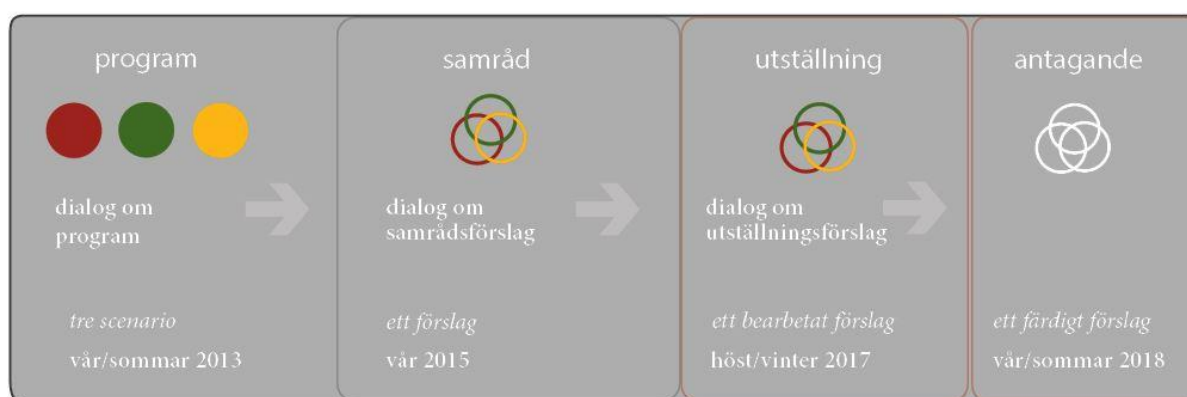 program
dialog om
program
tre scenario
vår/sommar 2013
samråd
dialog om
samrådsförslag
ett förslag
vår 2015
utställning
dialog om
utställningsförslag
ett bearbetat förslag
höst/vinter 2017
antagande
ett färdigt förslag
vår/sommar 2018